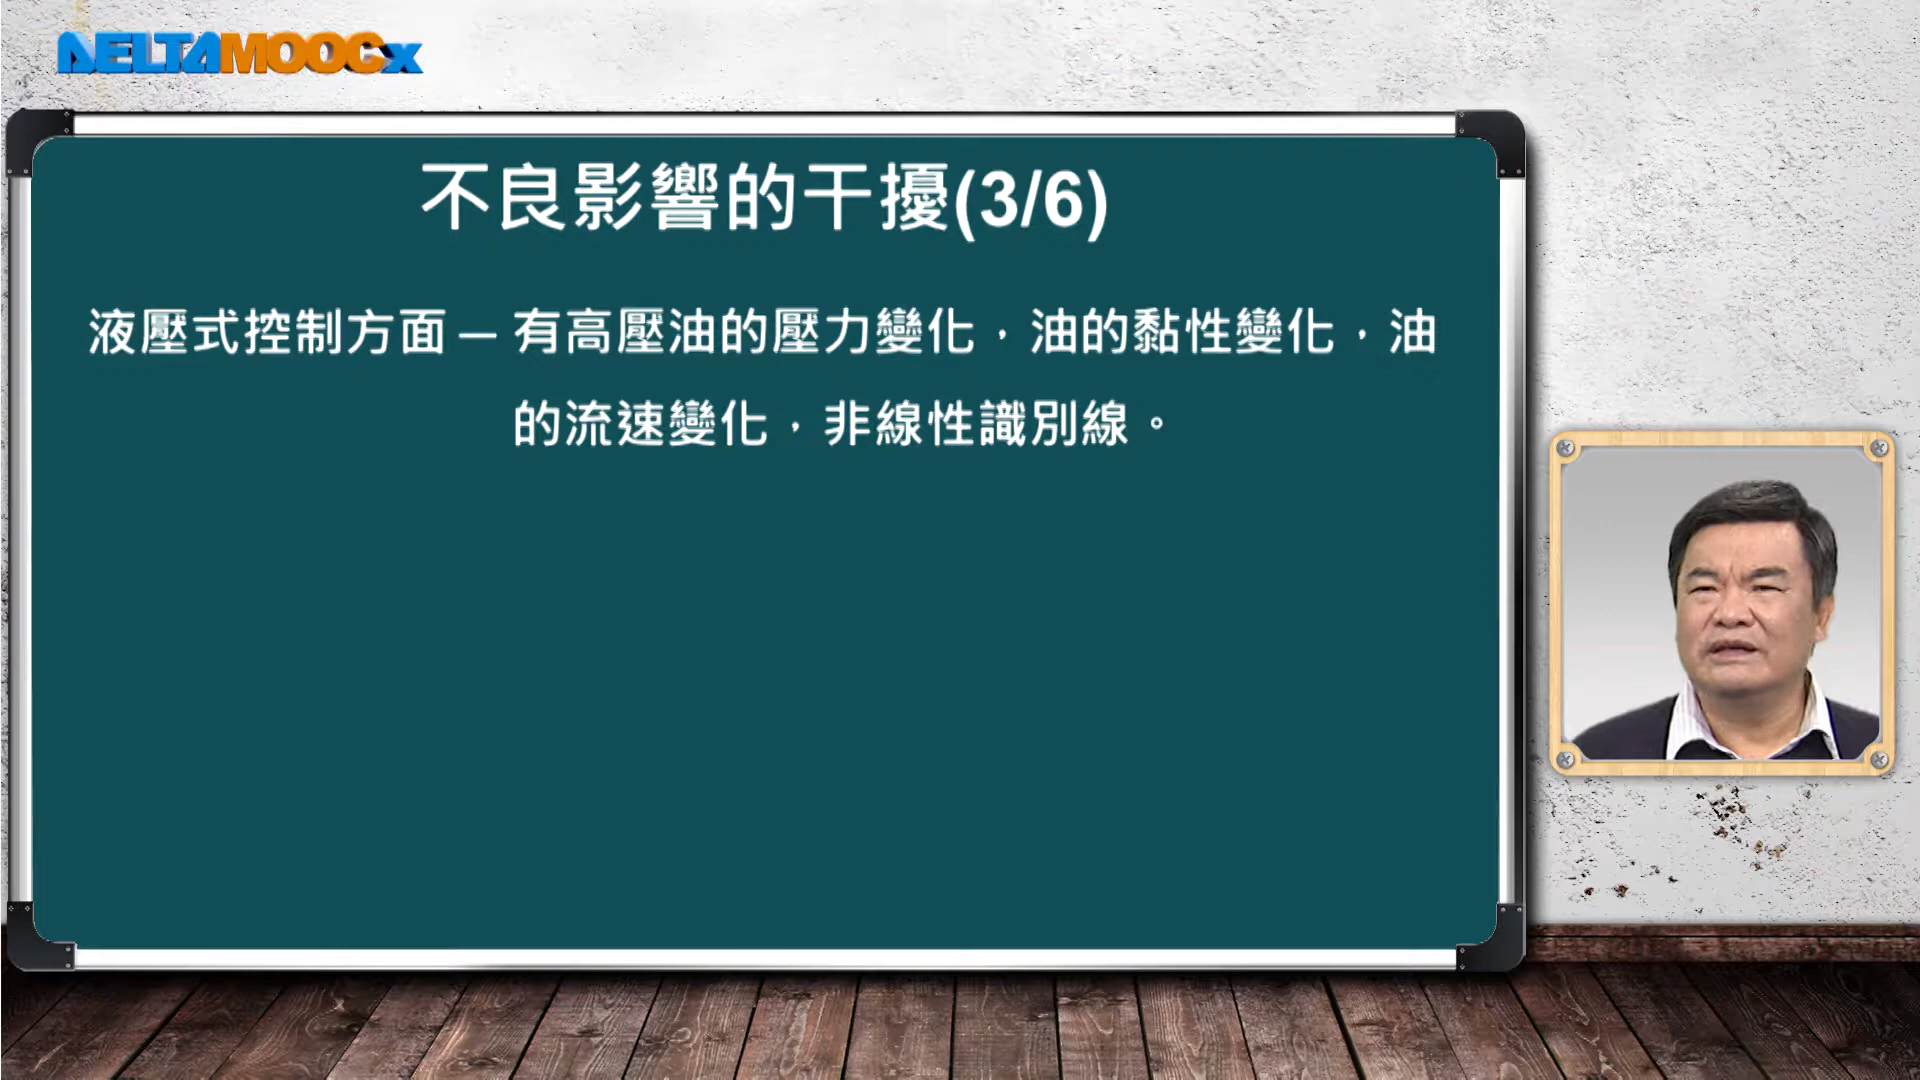 DELTAMOOCx
不良影響的干擾(3/6)
液壓式控制方面 — 有高壓油的壓力變化，油的黏性變化，油
的流速變化，非線性識別線。